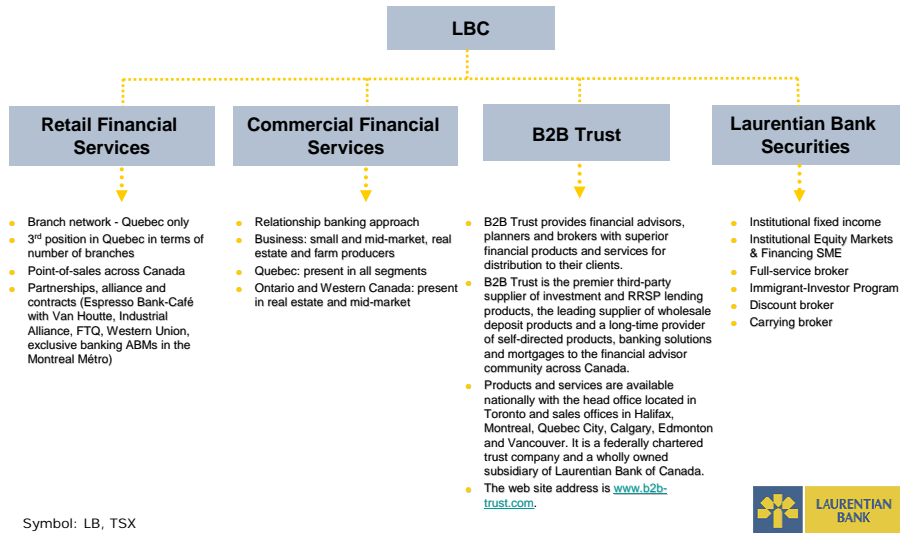 LBC
Retail Financial
Services
Commercial Financial
Services
B2B Trust
Laurentian Bank
Securities
Branch network - Quebec only
3rd position in Quebec in terms of
number of branches
Point-of-sales across Canada
Partnerships, alliance and
contracts (Espresso Bank-Café
with Van Houtte, Industrial
Alliance, FTQ, Western Union,
exclusive banking ABMs in the
Montreal Métro)
Relationship banking approach
Business: small and mid-market, real
estate and farm producers
Quebec: present in all segments
Ontario and Western Canada: present
in real estate and mid-market
B2B Trust provides financial advisors,
planners and brokers with superior
financial products and services for
distribution to their clients.
B2B Trust is the premier third-party
supplier of investment and RRSP lending
products, the leading supplier of wholesale
deposit products and a long-time provider
of self-directed products, banking solutions
and mortgages to the financial advisor
community across Canada.
Products and services are available
nationally with the head office located in
Toronto and sales offices in Halifax,
Montreal, Quebec City, Calgary, Edmonton
and Vancouver. It is a federally chartered
trust company and a wholly owned
subsidiary of Laurentian Bank of Canada.
The web site address is www.b2b-
trust.com.
Institutional fixed income
Institutional Equity Markets
& Financing SME
Full-service broker
Immigrant-Investor Program
Discount broker
Carrying broker
Symbol: LB, TSX
LAURENTIAN
BANK